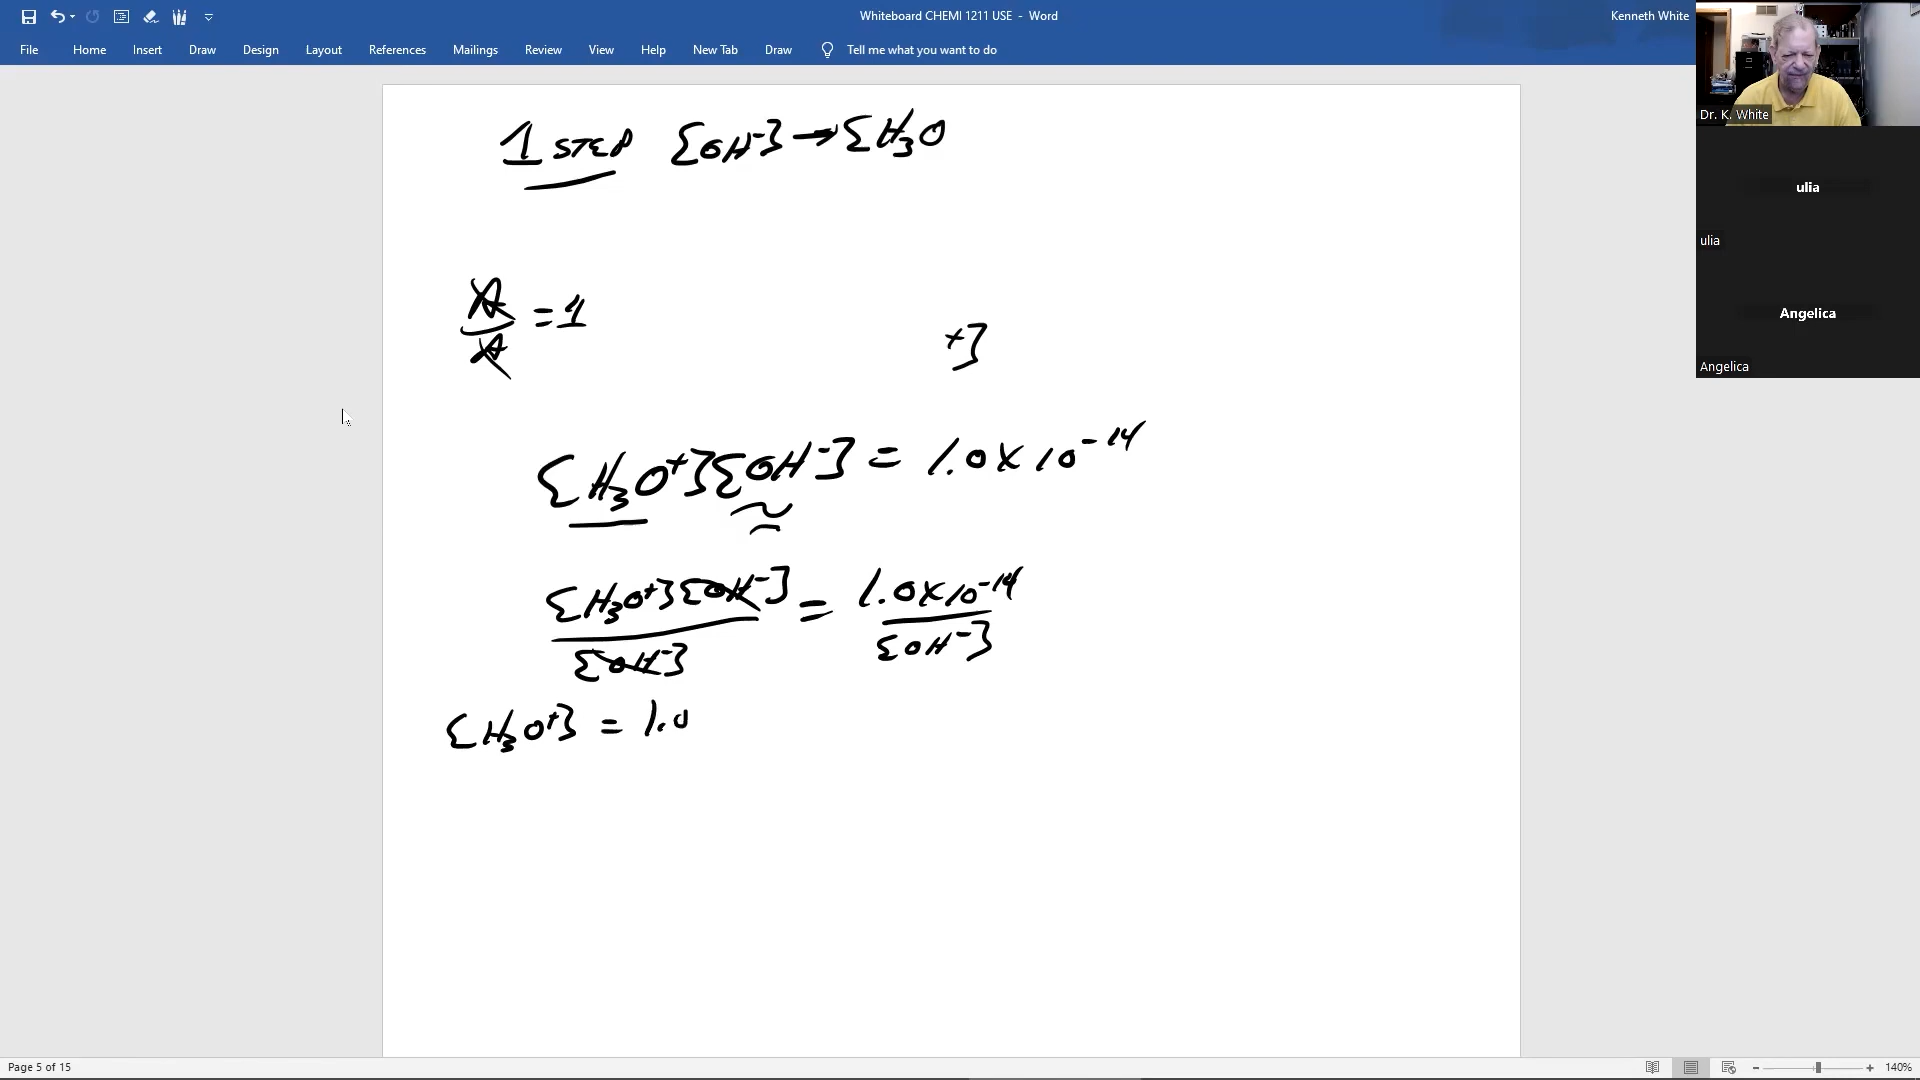 Whiteboard CHEMI 1211 USE - Word
Kenneth White
File Home Insert Draw Design Layout References Mailings Review View Help New Tab Draw Tell me what you want to do
Dr. K. White
ulia
ulia
Angelica
Angelica
1 STEP [OH⁻] → [H₃O
A/A = 1
+]
[H₃O⁺][OH⁻] = 1.0 X 10⁻¹⁴
[H₃O⁺][OH⁻] / [OH⁻] = 1.0 X 10⁻¹⁴ / [OH⁻]
[H₃O⁺] = 1.0
Page 5 of 15
140%